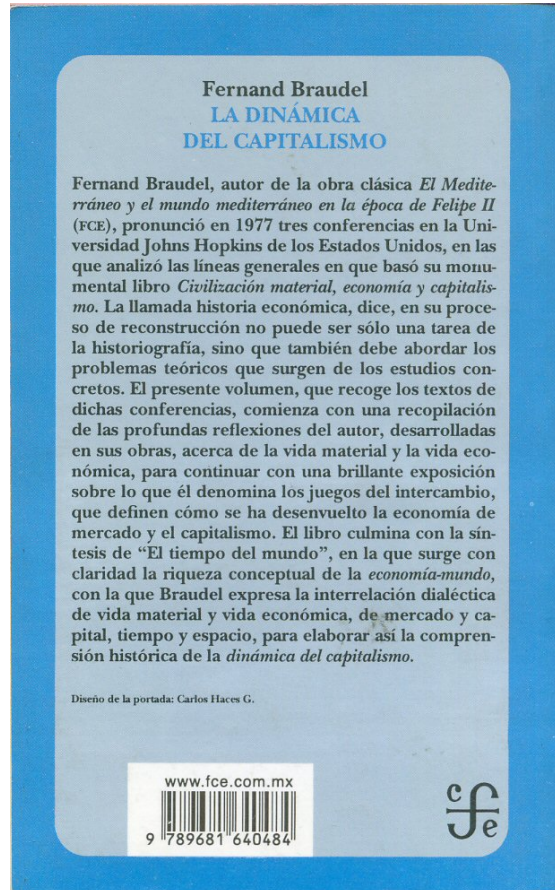 Fernand Braudel
LA DINÁMICA
DEL CAPITALISMO
Fernand Braudel, autor de la obra clásica El Medite-
rráneo y el mundo mediterráneo en la época de Felipe II
(FCE), pronunció en 1977 tres conferencias en la Uni-
versidad Johns Hopkins de los Estados Unidos, en las
que analizó las líneas generales en que basó su monu-
mental libro Civilización material, economía y capitalis-
mo. La llamada historia económica, dice, en su proce-
so de reconstrucción no puede ser sólo una tarea de
la historiografía, sino que también debe abordar los
problemas teóricos que surgen de los estudios con-
cretos. El presente volumen, que recoge los textos de
dichas conferencias, comienza con una recopilación
de las profundas reflexiones del autor, desarrolladas
en sus obras, acerca de la vida material y la vida eco-
nómica, para continuar con una brillante exposición
sobre lo que él denomina los juegos del intercambio,
que definen cómo se ha desenvuelto la economía de
mercado y el capitalismo. El libro culmina con la sín-
tesis de “El tiempo del mundo”, en la que surge con
claridad la riqueza conceptual de la economía-mundo,
con la que Braudel expresa la interrelación dialéctica
de vida material y vida económica, de mercado y ca-
pital, tiempo y espacio, para elaborar así la compren-
sión histórica de la dinámica del capitalismo.
Diseño de la portada: Carlos Haces G.
www.fce.com.mx
9 789681 640484
cfe